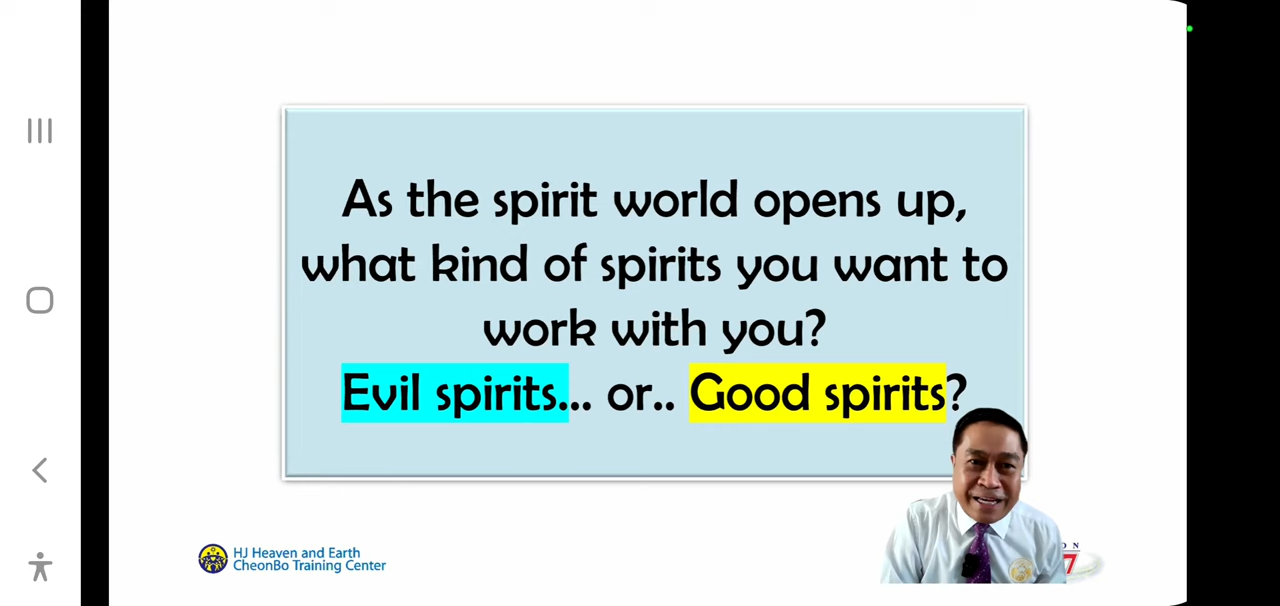 As the spirit world opens up,
what kind of spirits you want to
work with you?
Evil spirits... or.. Good spirits?
HJ Heaven and Earth
CheonBo Training Center
O N
7